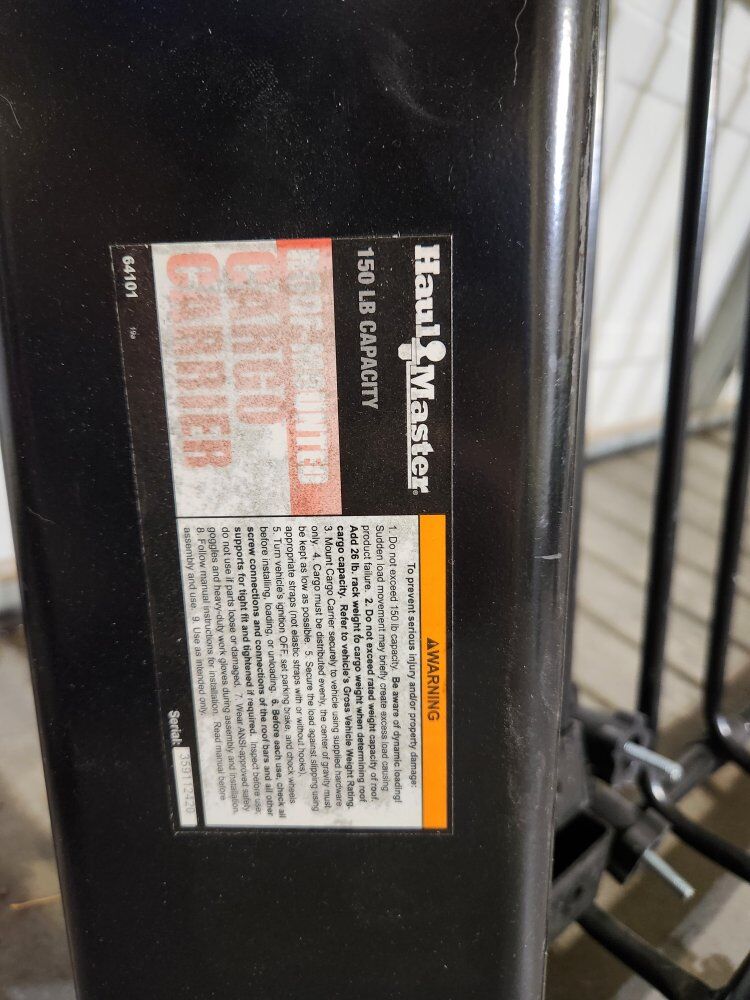 Haul Master®
150 LB CAPACITY
ROOF-MOUNTED
CARGO
CARRIER
64101
19a
⚠WARNING
To prevent serious injury and/or property damage:
1. Do not exceed 150 lb capacity. Be aware of dynamic loading!
Sudden load movement may briefly create excess load causing
product failure. 2. Do not exceed rated weight capacity of roof.
Add 26 lb. rack weight to cargo weight when determining roof
cargo capacity. Refer to vehicle's Gross Vehicle Weight Rating.
3. Mount Cargo Carrier securely to vehicle using supplied hardware
only. 4. Cargo must be distributed evenly, the center of gravity must
be kept as low as possible. 5. Secure the load against slipping using
appropriate straps (not elastic straps with or without hooks).
5. Turn vehicle's ignition OFF, set parking brake, and chock wheels
before installing, loading, or unloading. 6. Before each use, check all
screw connections and connections of the roof bars and all other
supports for tight fit and tightened if required. Inspect before use;
do not use if parts loose or damaged. 7. Wear ANSI-approved safety
goggles and heavy-duty work gloves during assembly and installation.
8. Follow manual instructions for installation. Read manual before
assembly and use. 9. Use as intended only.
Serial: